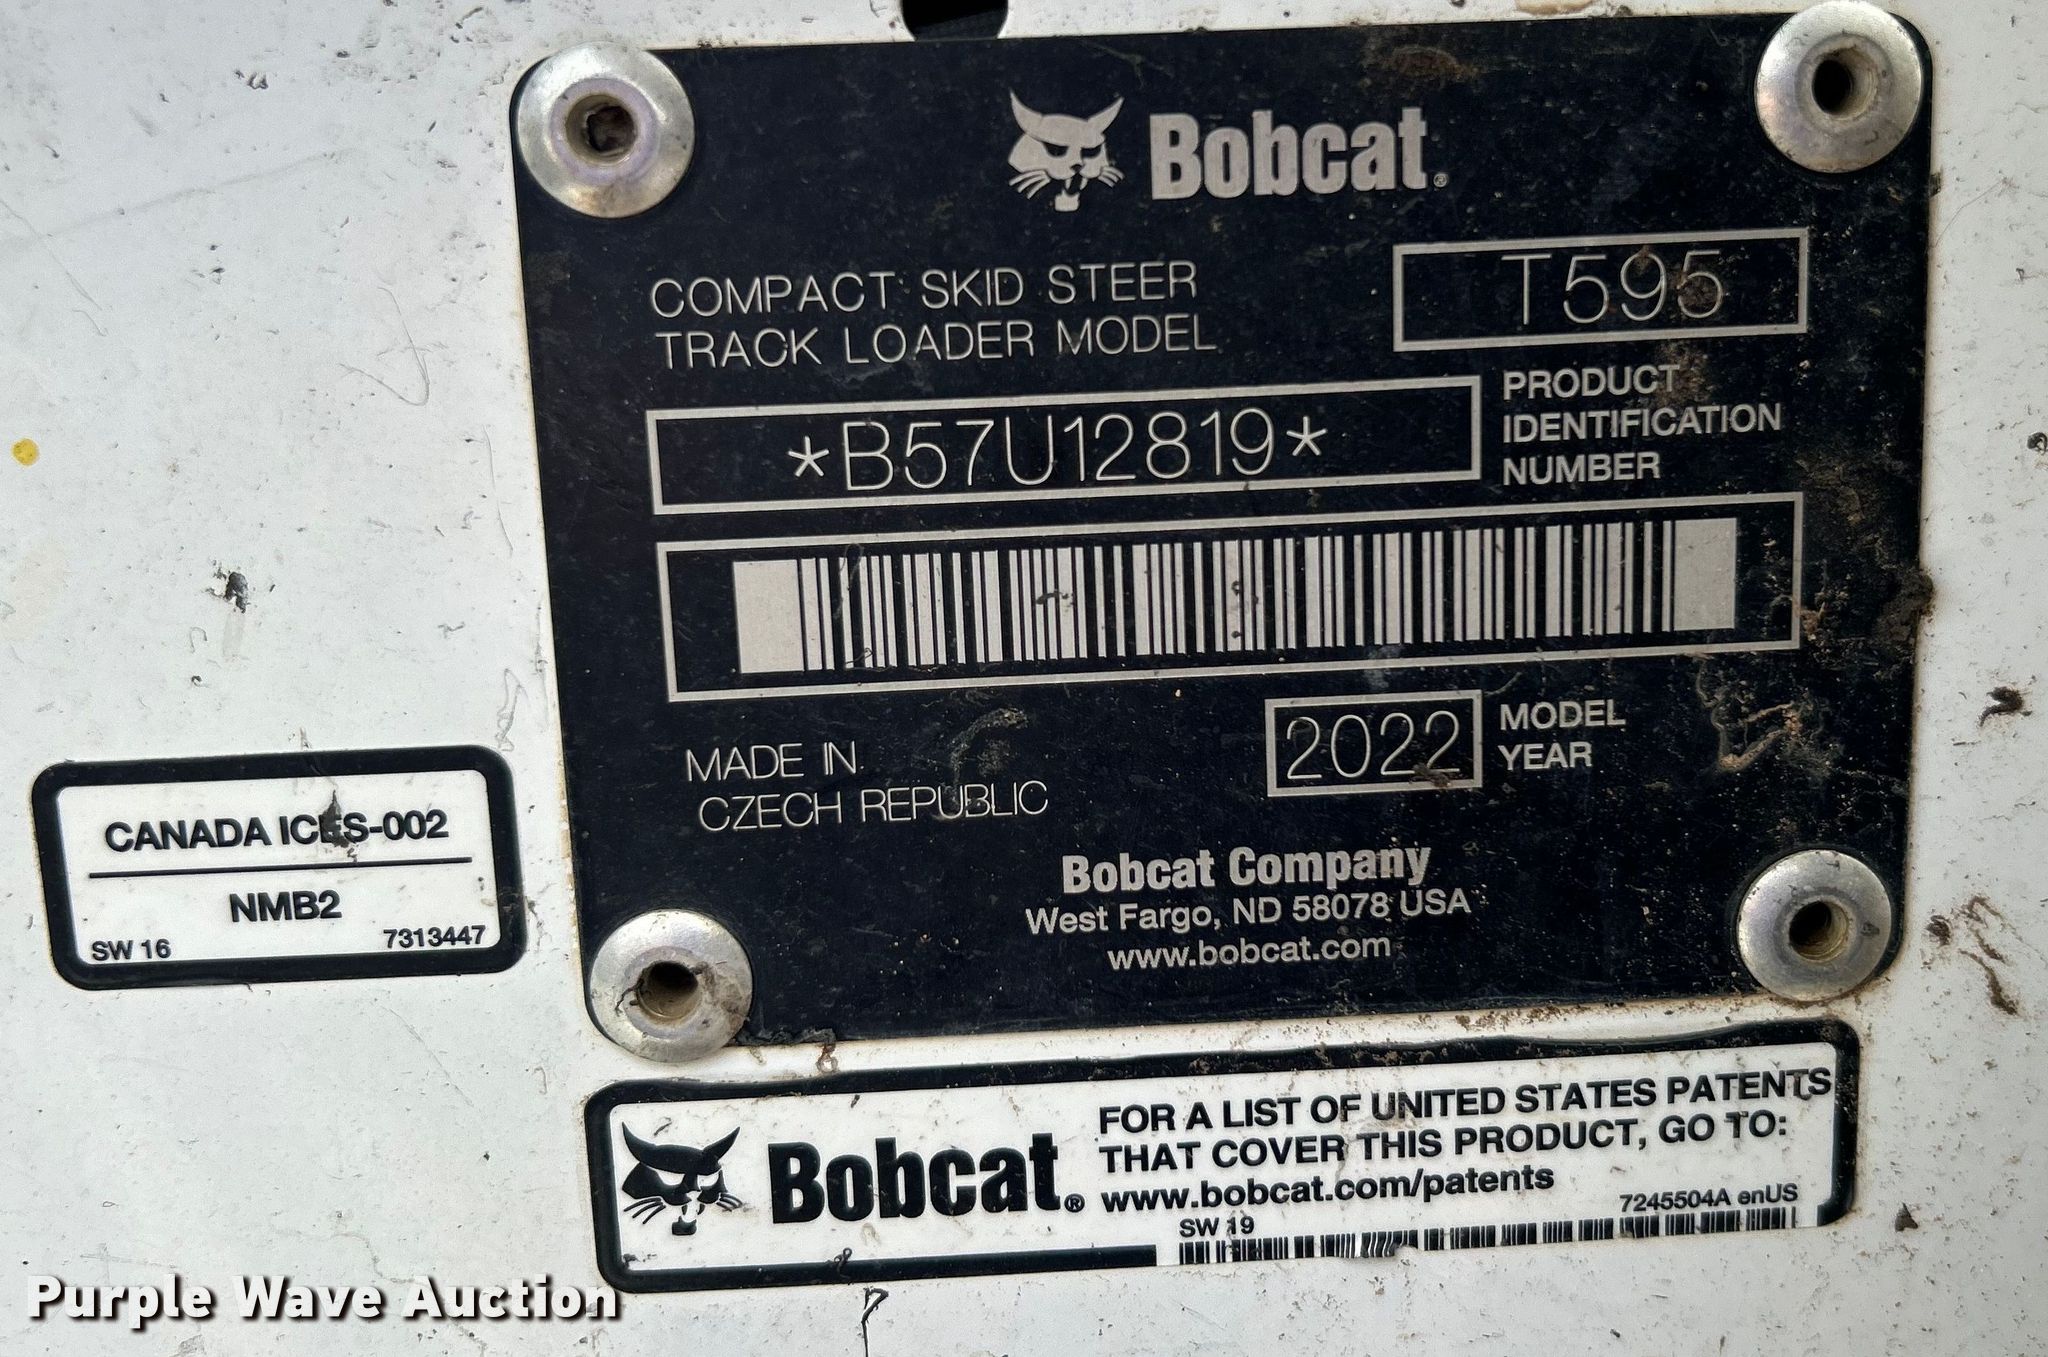 Bobcat®
COMPACT SKID STEER
TRACK LOADER MODEL
T595
*B57U12819*
PRODUCT
IDENTIFICATION
NUMBER
MADE IN
CZECH REPUBLIC
2022
MODEL
YEAR
Bobcat Company
West Fargo, ND 58078 USA
www.bobcat.com
CANADA ICES-002
NMB2
SW 16
7313447
Bobcat®
FOR A LIST OF UNITED STATES PATENTS
THAT COVER THIS PRODUCT, GO TO:
www.bobcat.com/patents
7245504A enUS
SW 19
Purple Wave Auction